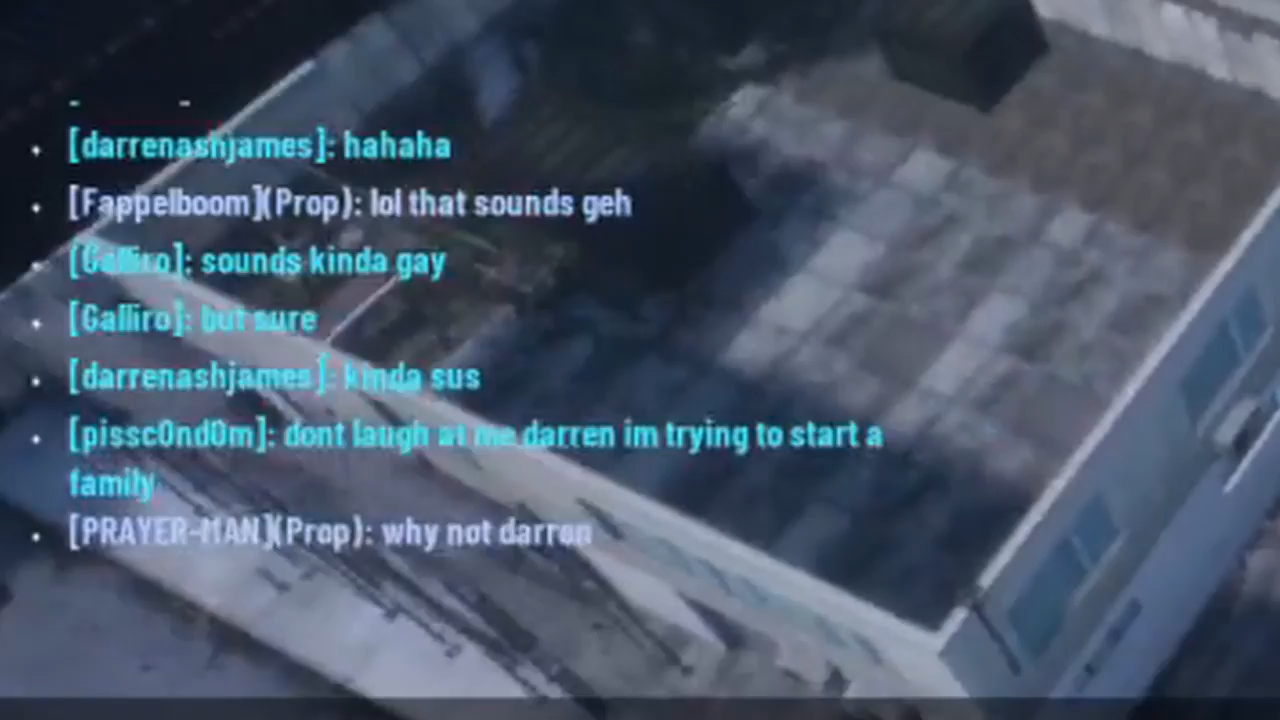 [darrenashjames]: hahaha
[Fappelboom](Prop): lol that sounds geh
[Galliro]: sounds kinda gay
[Galliro]: but sure
[darrenashjames]: kinda sus
[pissc0nd0m]: dont laugh at me darren im trying to start a
family
[PRAYER-MAN](Prop): why not darren